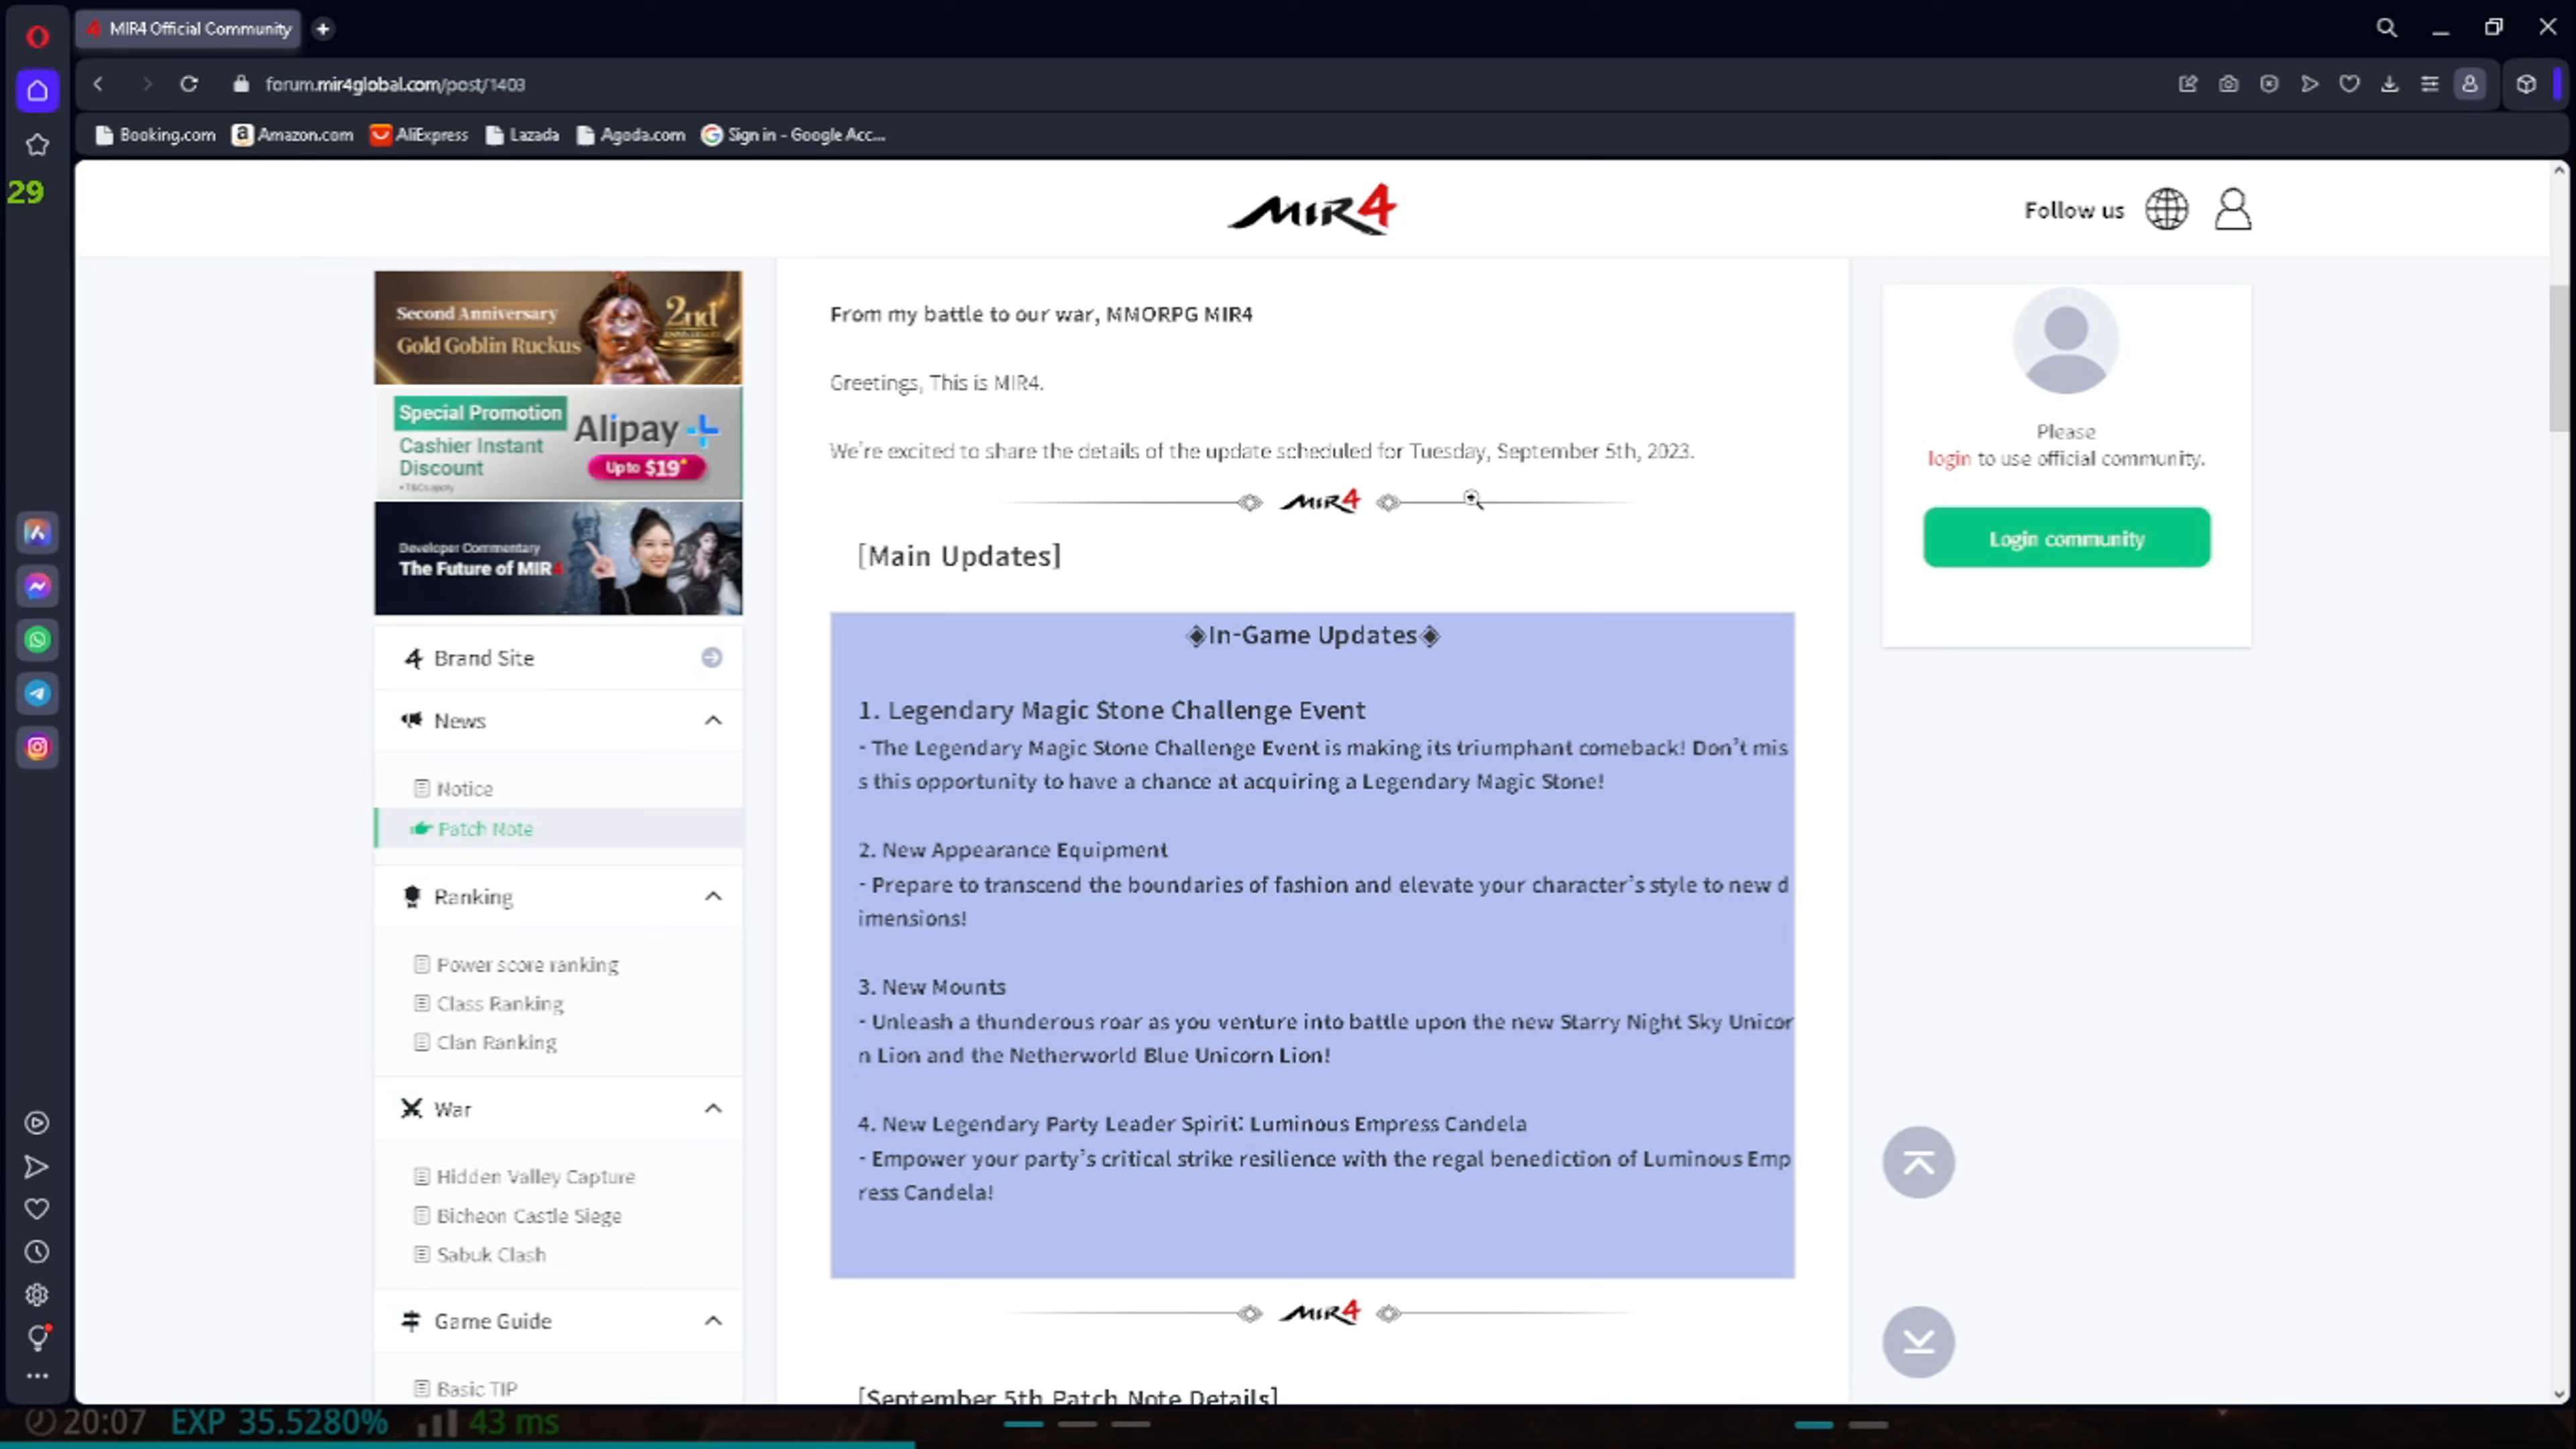 MIR4 Official Community
forum.mir4global.com/post/1403
Booking.com
Amazon.com
AliExpress
Lazada
Agoda.com
Sign in - Google Acc...
29
MIR4
Follow us
Second Anniversary
Gold Goblin Ruckus
2nd
Special Promotion
Cashier Instant
Discount
Alipay
Up to $19*
* T&Cs apply
Developer Commentary
The Future of MIR4
Brand Site
News
Notice
Patch Note
Ranking
Power score ranking
Class Ranking
Clan Ranking
War
Hidden Valley Capture
Bicheon Castle Siege
Sabuk Clash
Game Guide
Basic TIP
From my battle to our war, MMORPG MIR4
Greetings, This is MIR4.
We're excited to share the details of the update scheduled for Tuesday, September 5th, 2023.
MIR4
[Main Updates]
◈In-Game Updates◈
1. Legendary Magic Stone Challenge Event
- The Legendary Magic Stone Challenge Event is making its triumphant comeback! Don't mis
s this opportunity to have a chance at acquiring a Legendary Magic Stone!
2. New Appearance Equipment
- Prepare to transcend the boundaries of fashion and elevate your character's style to new d
imensions!
3. New Mounts
- Unleash a thunderous roar as you venture into battle upon the new Starry Night Sky Unicor
n Lion and the Netherworld Blue Unicorn Lion!
4. New Legendary Party Leader Spirit: Luminous Empress Candela
- Empower your party's critical strike resilience with the regal benediction of Luminous Emp
ress Candela!
MIR4
[September 5th Patch Note Details]
Please
login to use official community.
Login community
20:07 EXP 35.5280% 43 ms